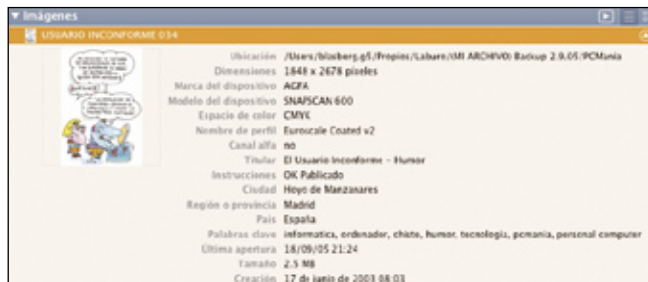 Imágenes
USUARIO INCONFORME 034
Ubicación /Users/blasberg.g5/Propios/Laburo/(MI ARCHIVO) Backup 2.9.05/PCMania
Dimensiones 1848 x 2678 píxeles
Marca del dispositivo AGFA
Modelo del dispositivo SNAPSCAN 600
Espacio de color CMYK
Nombre de perfil Euroscale Coated v2
Canal alfa no
Titular El Usuario Inconforme - Humor
Instrucciones OK Publicado
Ciudad Hoyo de Manzanares
Región o provincia Madrid
País España
Palabras clave informatica, ordenador, chiste, humor, tecnologia, pcmania, personal computer
Última apertura 18/09/05 21:24
Tamaño 2.5 MB
Creación 17 de junio de 2003 08:03